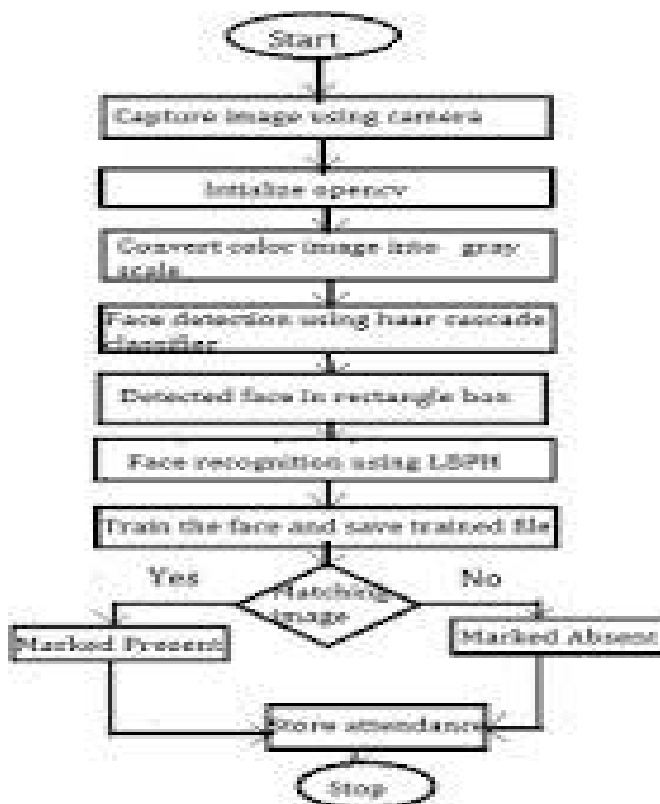 Start
Capture image using camera
Intialize opencv
Convert color image into gray
scale
Face detection using haar cascade
classifier
Detected face in rectangle box
Face recognition using LBPH
Train the face and save trained file
Yes
No
Matching
image
Marked Present
Marked Absent
Store attendance
Stop